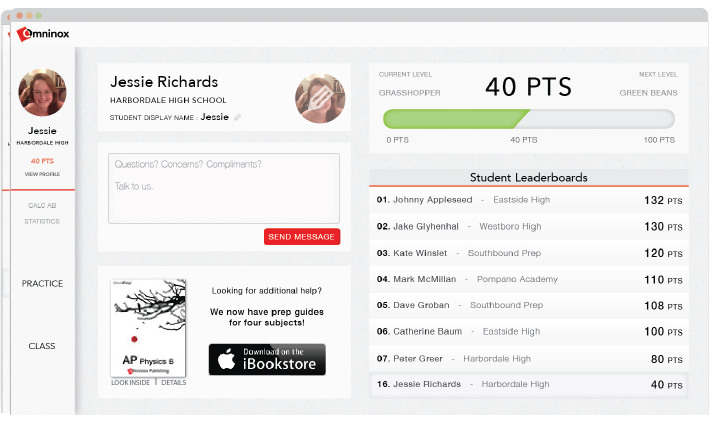 Omninox
Jessie
HARBORDALE HIGH
40 PTS
VIEW PROFILE
CALC AB
STATISTICS
PRACTICE
CLASS
Jessie Richards
HARBORDALE HIGH SCHOOL
STUDENT DISPLAY NAME : Jessie
Questions? Concerns? Compliments?
Talk to us.
SEND MESSAGE
AP Physics B
Omninox Publishing
LOOK INSIDE | DETAILS
Looking for additional help?
We now have prep guides
for four subjects!
Download on the
iBookstore
CURRENT LEVEL
GRASSHOPPER
40 PTS
NEXT LEVEL
GREEN BEANS
0 PTS 40 PTS 100 PTS
Student Leaderboards
01. Johnny Appleseed - Eastside High 132 PTS
02. Jake Glyhenhal - Westboro High 130 PTS
03. Kate Winslet - Southbound Prep 120 PTS
04. Mark McMillan - Pompano Academy 110 PTS
05. Dave Groban - Southbound Prep 108 PTS
06. Catherine Baum - Eastside High 100 PTS
07. Peter Greer - Harbordale High 80 PTS
16. Jessie Richards - Harbordale High 40 PTS